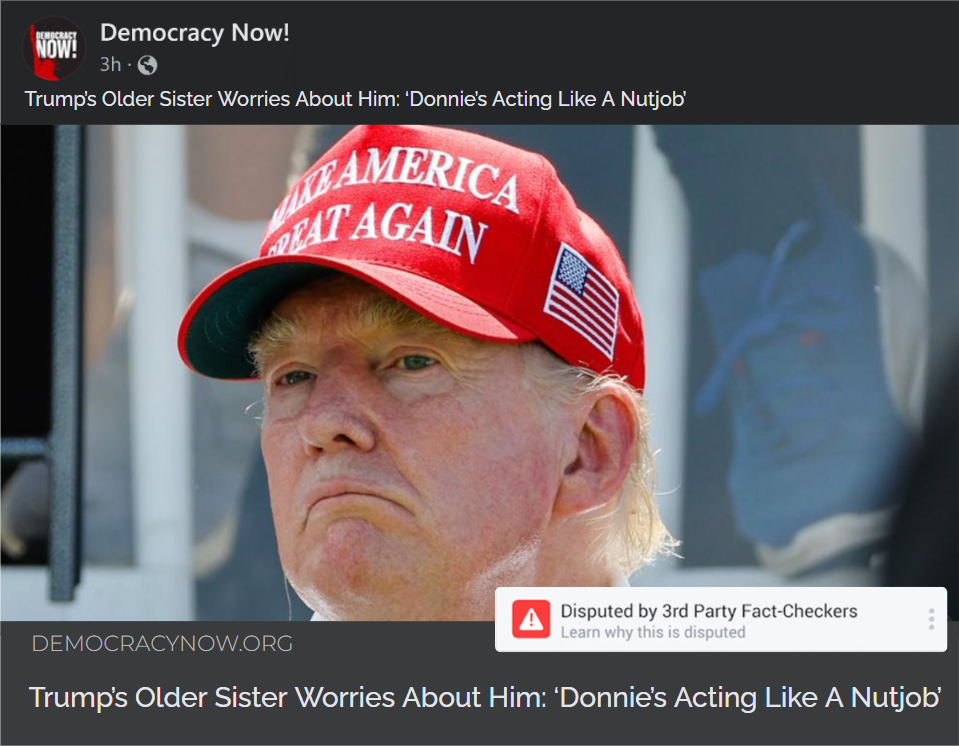 DEMOCRACY
NOW!
Democracy Now!
3h ·
Trump's Older Sister Worries About Him: ‘Donnie's Acting Like A Nutjob’
MAKE AMERICA
GREAT AGAIN
Disputed by 3rd Party Fact-Checkers
Learn why this is disputed
DEMOCRACYNOW.ORG
Trump's Older Sister Worries About Him: ‘Donnie's Acting Like A Nutjob’